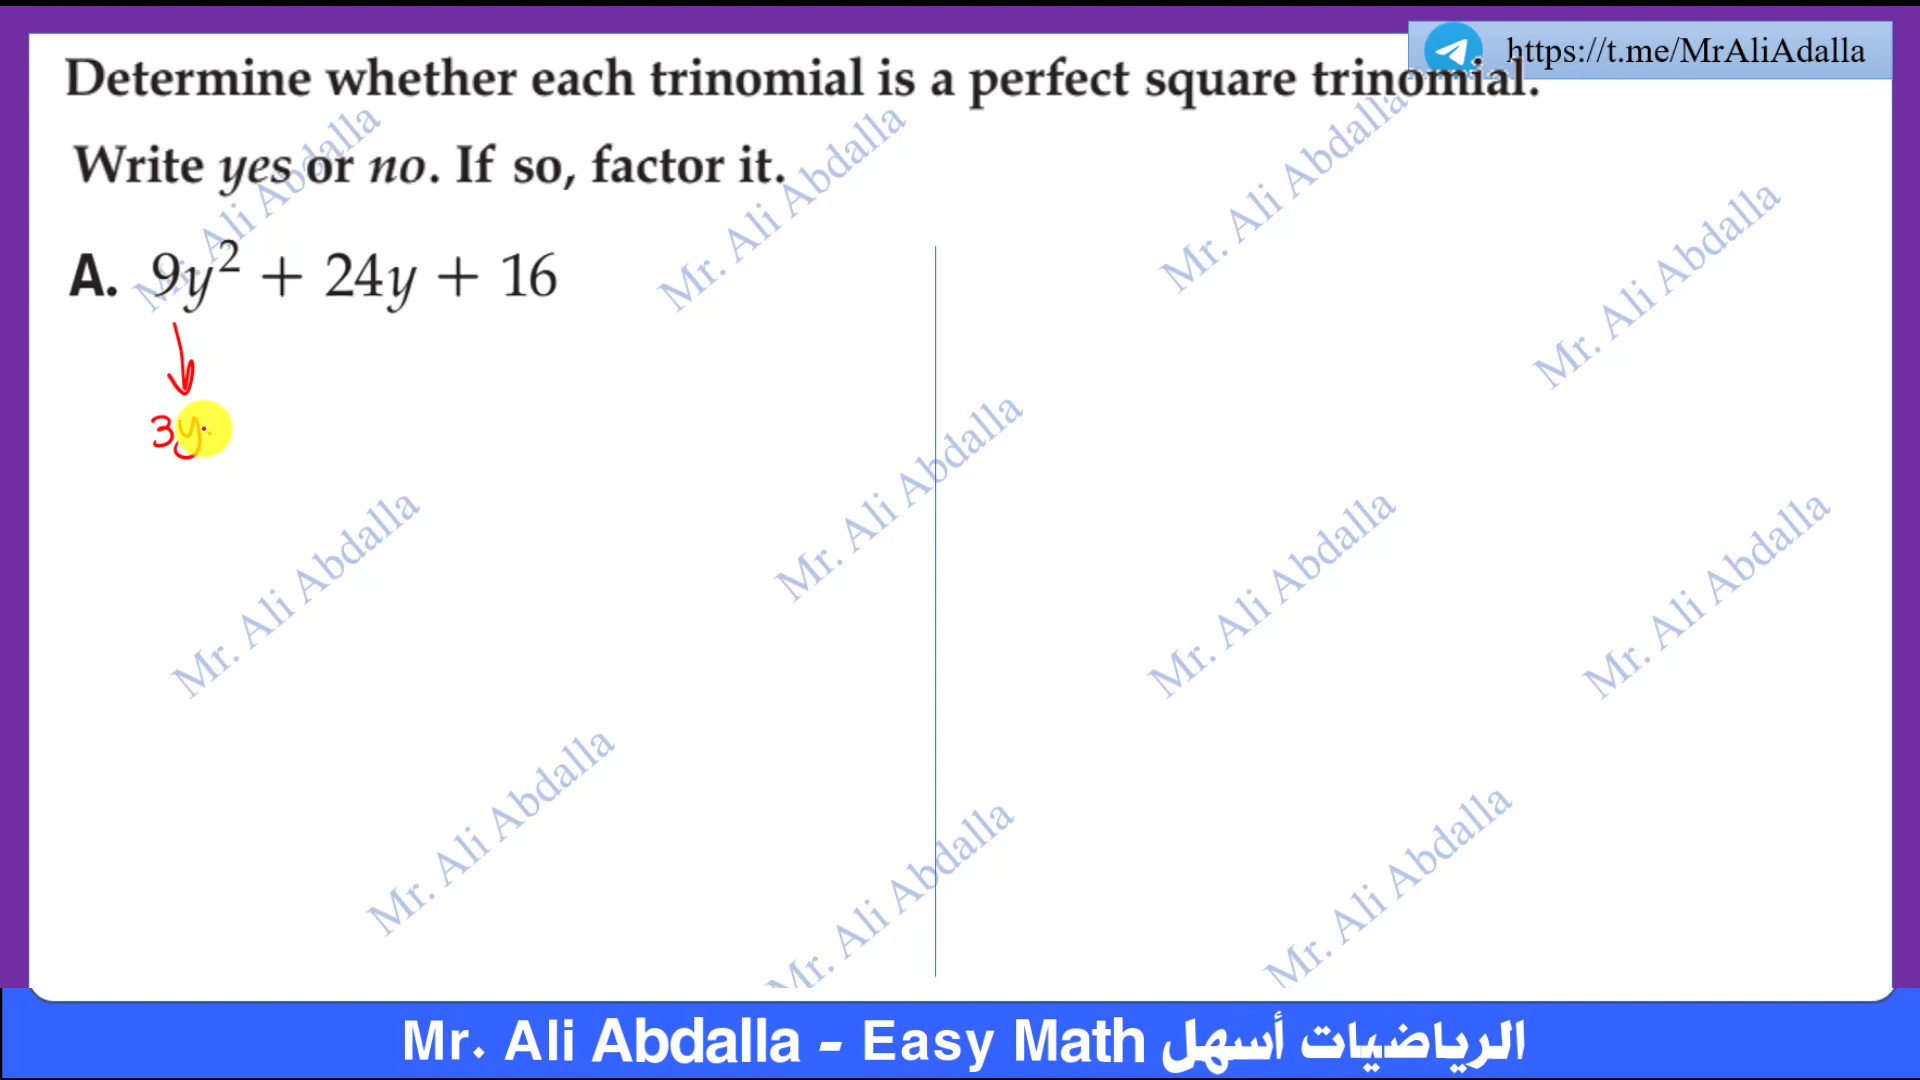 https://t.me/MrAliAdalla
Determine whether each trinomial is a perfect square trinomial.
Write yes or no. If so, factor it.
A. 9y² + 24y + 16
3y
Mr. Ali Abdalla
Mr. Ali Abdalla
Mr. Ali Abdalla
Mr. Ali Abdalla
Mr. Ali Abdalla
Mr. Ali Abdalla
Mr. Ali Abdalla
Mr. Ali Abdalla
Mr. Ali Abdalla
Mr. Ali Abdalla
Mr. Ali Abdalla
Mr. Ali Abdalla - Easy Math الرياضيات أسهل